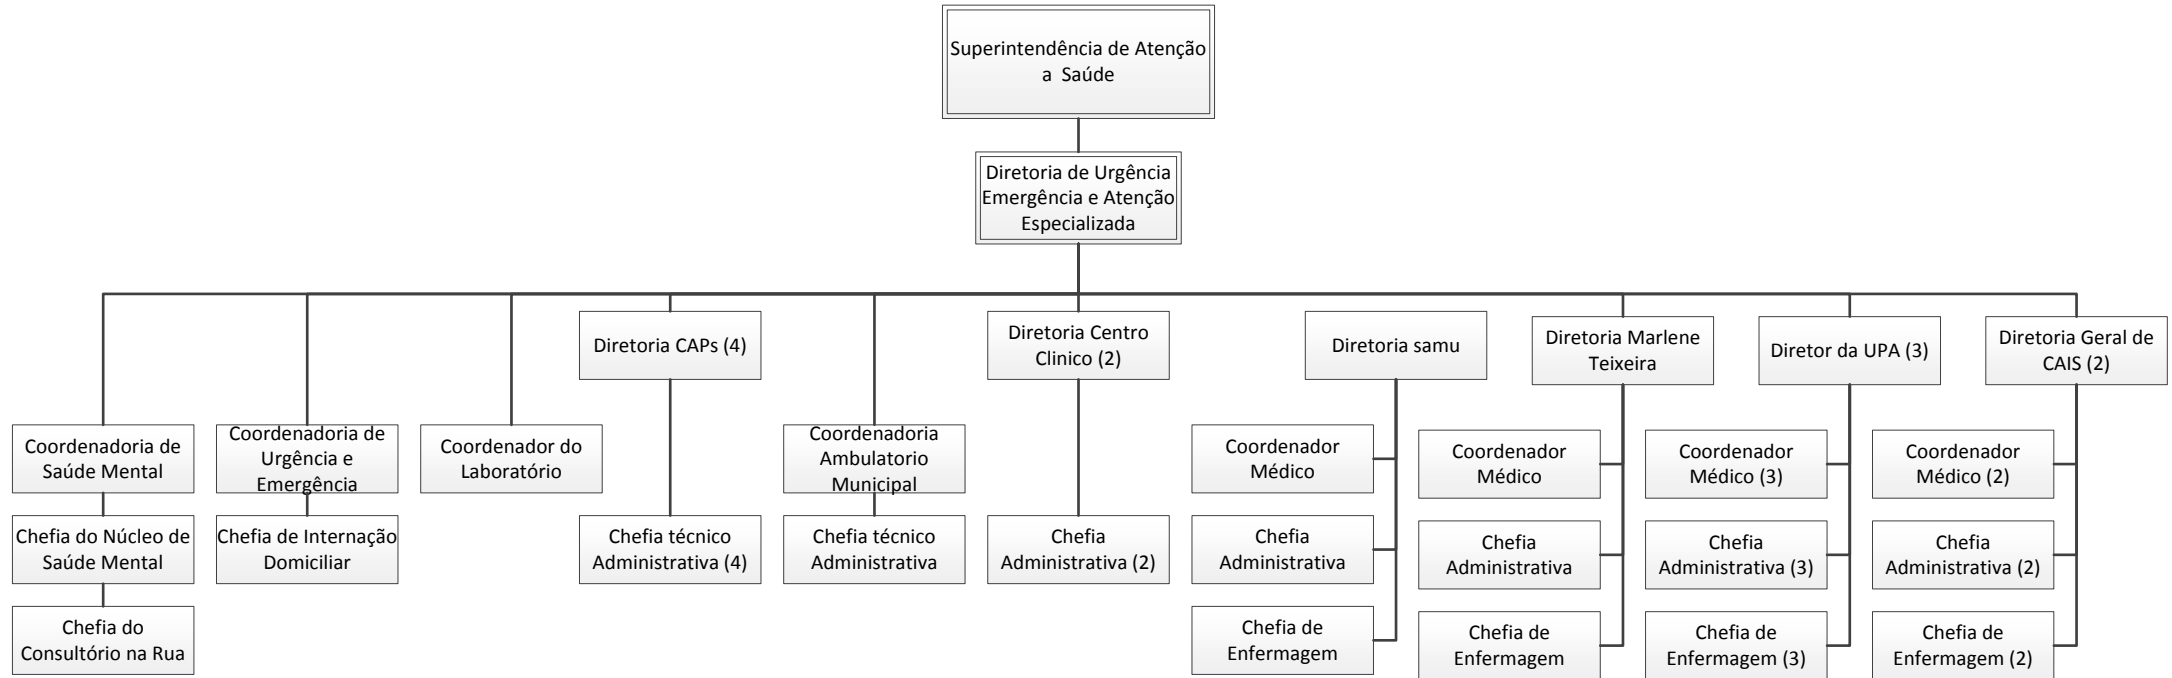 Superintendência de Atenção
a Saúde
Diretoria de Urgência
Emergência e Atenção
Especializada
Diretoria CAPs (4)
Diretoria Centro
Clinico (2)
Diretoria samu
Diretoria Marlene
Teixeira
Diretor da UPA (3)
Diretoria Geral de
CAIS (2)
Coordenadoria de
Saúde Mental
Coordenadoria de
Urgência e
Emergência
Coordenador do
Laboratório
Coordenadoria
Ambulatorio
Municipal
Coordenador
Médico
Coordenador
Médico
Coordenador
Médico (3)
Coordenador
Médico (2)
Chefia do Núcleo de
Saúde Mental
Chefia de Internação
Domiciliar
Chefia técnico
Administrativa (4)
Chefia técnico
Administrativa
Chefia
Administrativa (2)
Chefia
Administrativa
Chefia
Administrativa
Chefia
Administrativa (3)
Chefia
Administrativa (2)
Chefia do
Consultório na Rua
Chefia de
Enfermagem
Chefia de
Enfermagem
Chefia de
Enfermagem (3)
Chefia de
Enfermagem (2)